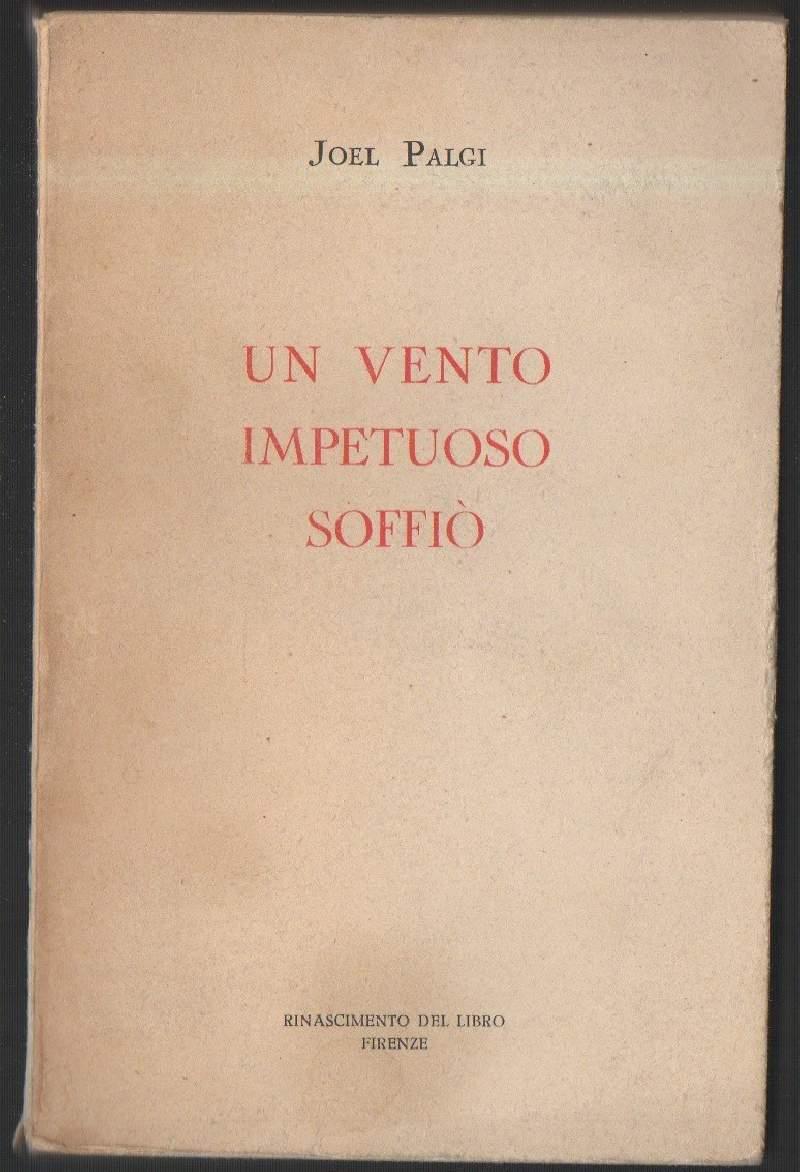 JOEL PALGI
UN VENTO
IMPETUOSO
SOFFIÒ
RINASCIMENTO DEL LIBRO
FIRENZE